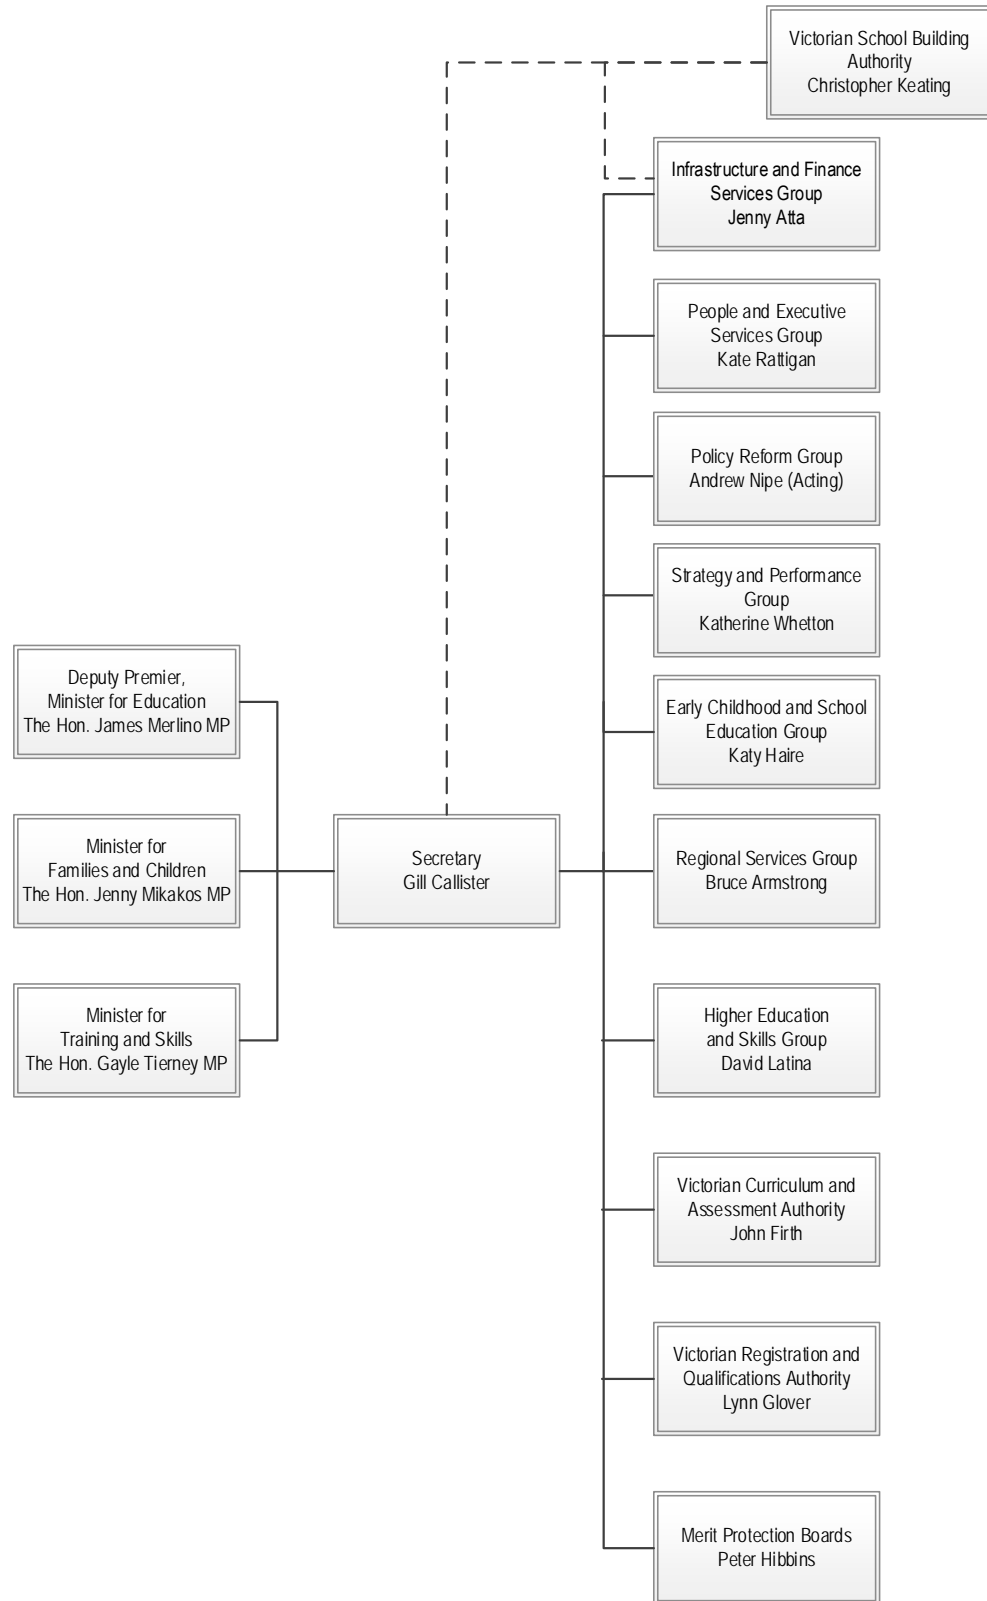 Victorian School Building
Authority
Christopher Keating
Infrastructure and Finance
Services Group
Jenny Atta
People and Executive
Services Group
Kate Rattigan
Policy Reform Group
Andrew Nipe (Acting)
Strategy and Performance
Group
Katherine Whetton
Early Childhood and School
Education Group
Katy Haire
Deputy Premier,
Minister for Education
The Hon. James Merlino MP
Minister for
Families and Children
The Hon. Jenny Mikakos MP
Minister for
Training and Skills
The Hon. Gayle Tierney MP
Secretary
Gill Callister
Regional Services Group
Bruce Armstrong
Higher Education
and Skills Group
David Latina
Victorian Curriculum and
Assessment Authority
John Firth
Victorian Registration and
Qualifications Authority
Lynn Glover
Merit Protection Boards
Peter Hibbins